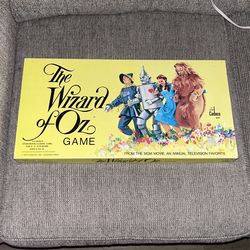 The
Wizard
of Oz
GAME
Cadaco
FROM THE MGM MOVIE, AN ANNUAL TELEVISION FAVORITE